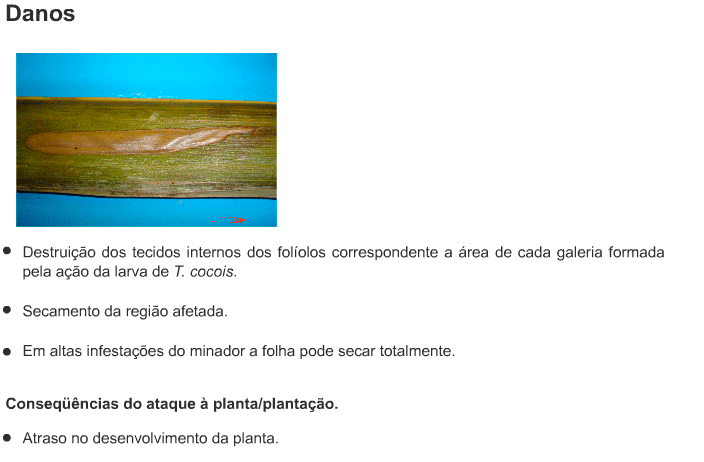 Danos
Destruição dos tecidos internos dos folíolos correspondente a área de cada galeria formada
pela ação da larva de T. cocois.
Secamento da região afetada.
Em altas infestações do minador a folha pode secar totalmente.
Conseqüências do ataque à planta/plantação.
Atraso no desenvolvimento da planta.